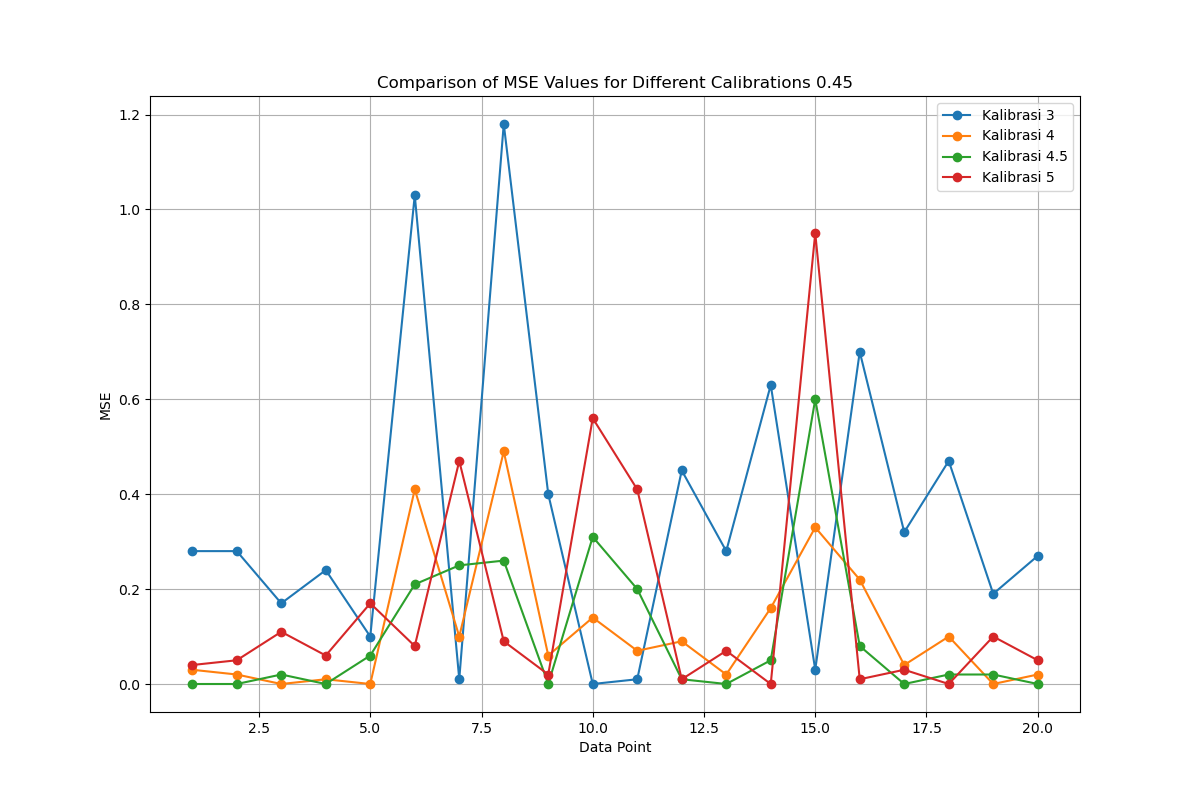 Comparison of MSE Values for Different Calibrations 0.45
Kalibrasi 3
Kalibrasi 4
Kalibrasi 4.5
Kalibrasi 5
MSE
1.2
1.0
0.8
0.6
0.4
0.2
0.0
2.5 5.0 7.5 10.0 12.5 15.0 17.5 20.0
Data Point